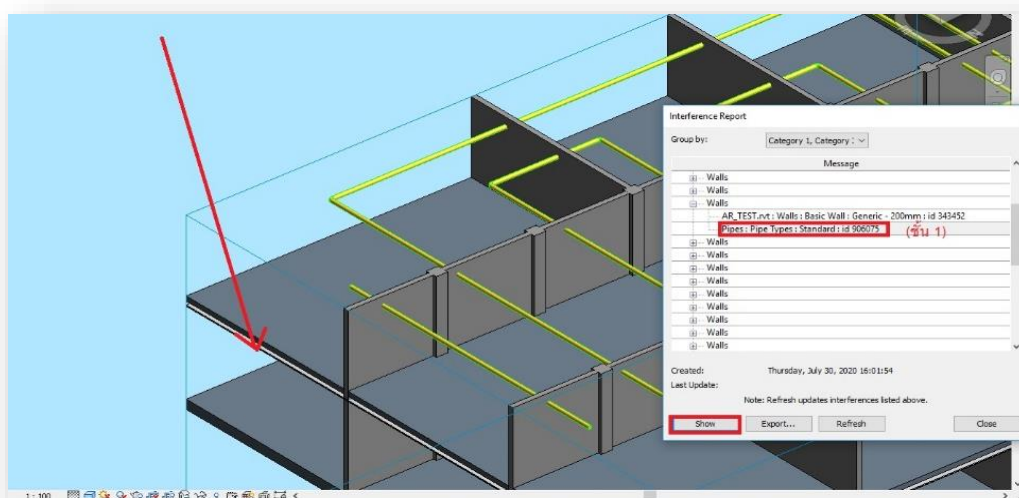 Interference Report
Group by:
Category 1, Category :
Message
Walls
Walls
Walls
AR_TEST.rvt : Walls : Basic Wall : Generic - 200mm : id 343452
Pipes : Pipe Types : Standard : id 906075
(ชั้น 1)
Walls
Walls
Walls
Walls
Walls
Walls
Walls
Walls
Walls
Created: Thursday, July 30, 2020 16:01:54
Last Update:
Note: Refresh updates interferences listed above.
Show Export... Refresh Close
1 : 100